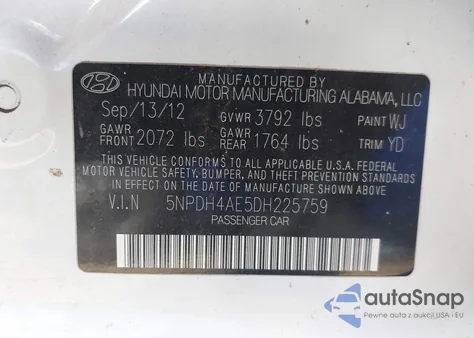 MANUFACTURED BY
HYUNDAI MOTOR MANUFACTURING ALABAMA, LLC
Sep/13/12 GVWR 3792 lbs PAINT WJ
GAWR FRONT 2072 lbs GAWR REAR 1764 lbs TRIM YD
THIS VEHICLE CONFORMS TO ALL APPLICABLE U.S.A. FEDERAL
MOTOR VEHICLE SAFETY, BUMPER, AND THEFT PREVENTION STANDARDS
IN EFFECT ON THE DATE OF MANUFACTURE SHOWN ABOVE.
V.I.N 5NPDH4AE5DH225759
PASSENGER CAR
autoSnap
Pewne auta z aukcji USA i EU